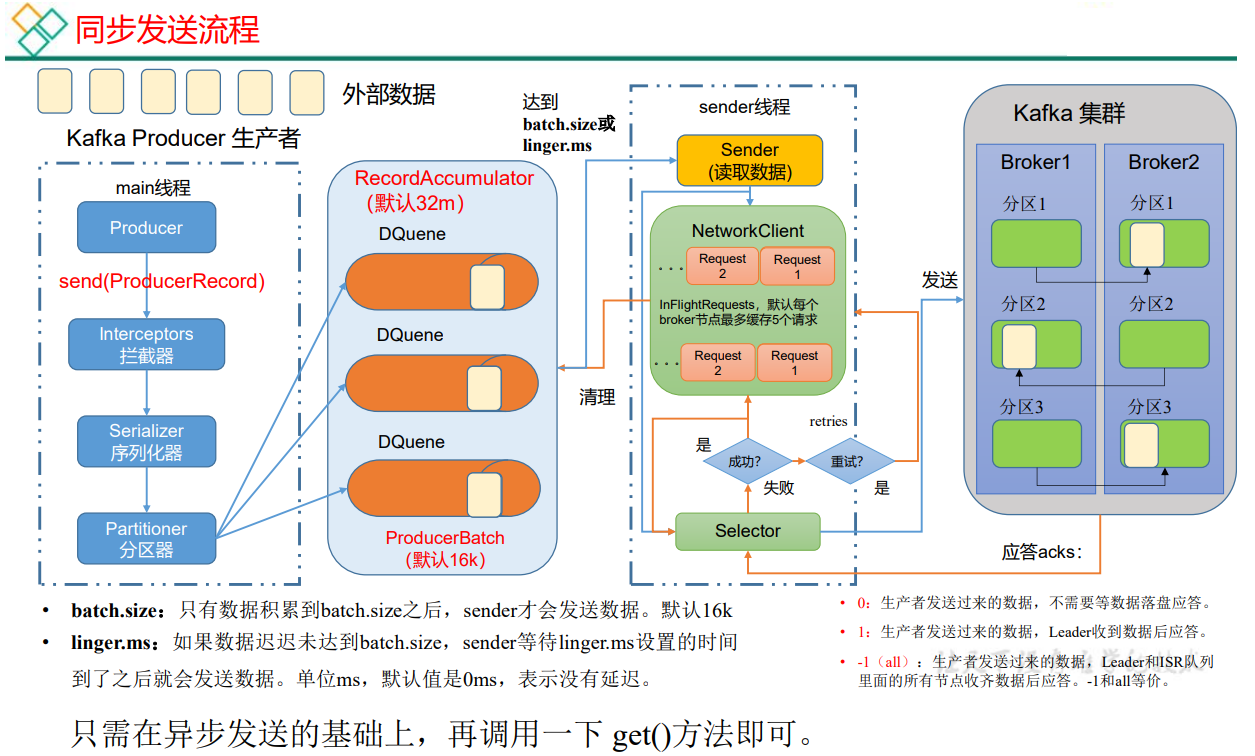 同步发送流程
外部数据
Kafka Producer 生产者
main线程
Producer
send(ProducerRecord)
Interceptors
拦截器
Serializer
序列化器
Partitioner
分区器
RecordAccumulator
(默认32m)
DQuene
DQuene
DQuene
ProducerBatch
(默认16k)
达到
batch.size或
linger.ms
清理
sender线程
Sender
(读取数据)
NetworkClient
...
Request
2
Request
1
InFlightRequests，默认每个
broker节点最多缓存5个请求
...
Request
2
Request
1
retries
是
成功?
失败
重试?
是
Selector
发送
Kafka 集群
Broker1
Broker2
分区1
分区1
分区2
分区2
分区3
分区3
应答acks：
• batch.size：只有数据积累到batch.size之后，sender才会发送数据。默认16k
• linger.ms：如果数据迟迟未达到batch.size，sender等待linger.ms设置的时间
到了之后就会发送数据。单位ms，默认值是0ms，表示没有延迟。
• 0：生产者发送过来的数据，不需要等数据落盘应答。
• 1：生产者发送过来的数据，Leader收到数据后应答。
• -1（all）：生产者发送过来的数据，Leader和ISR队列
里面的所有节点收齐数据后应答。-1和all等价。
只需在异步发送的基础上，再调用一下 get()方法即可。